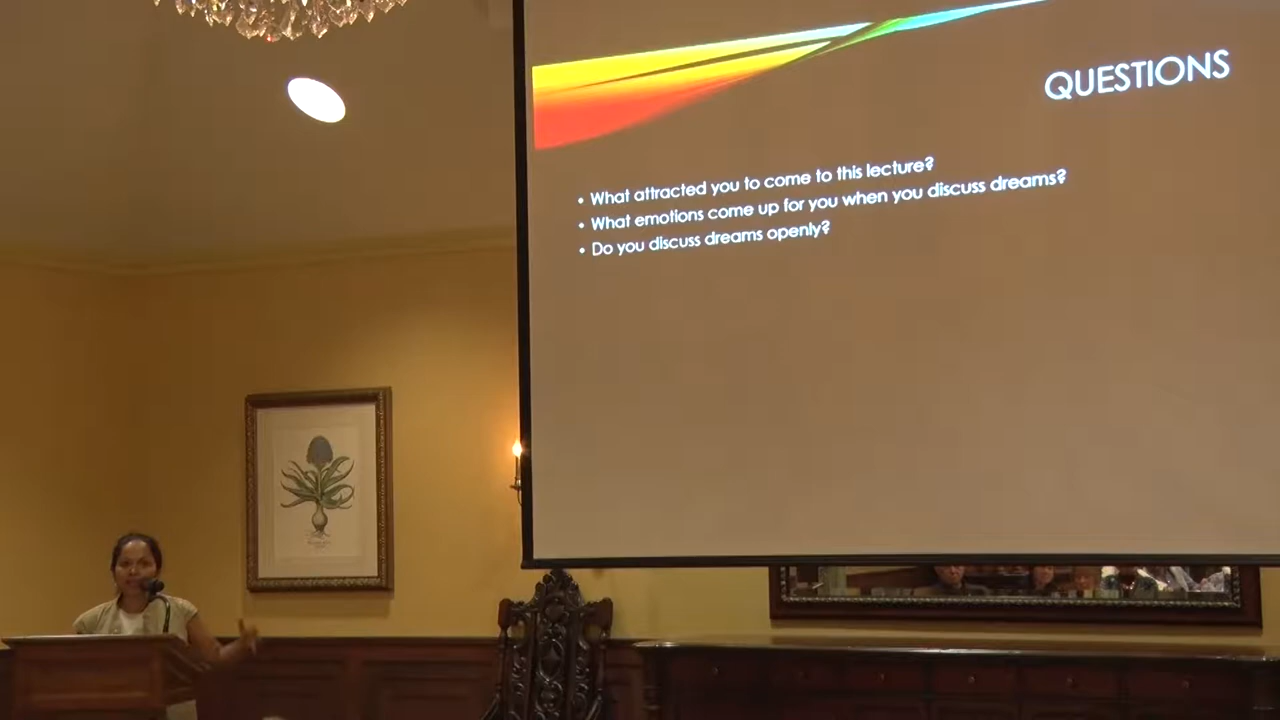 QUESTIONS
• What attracted you to come to this lecture?
• What emotions come up for you when you discuss dreams?
• Do you discuss dreams openly?